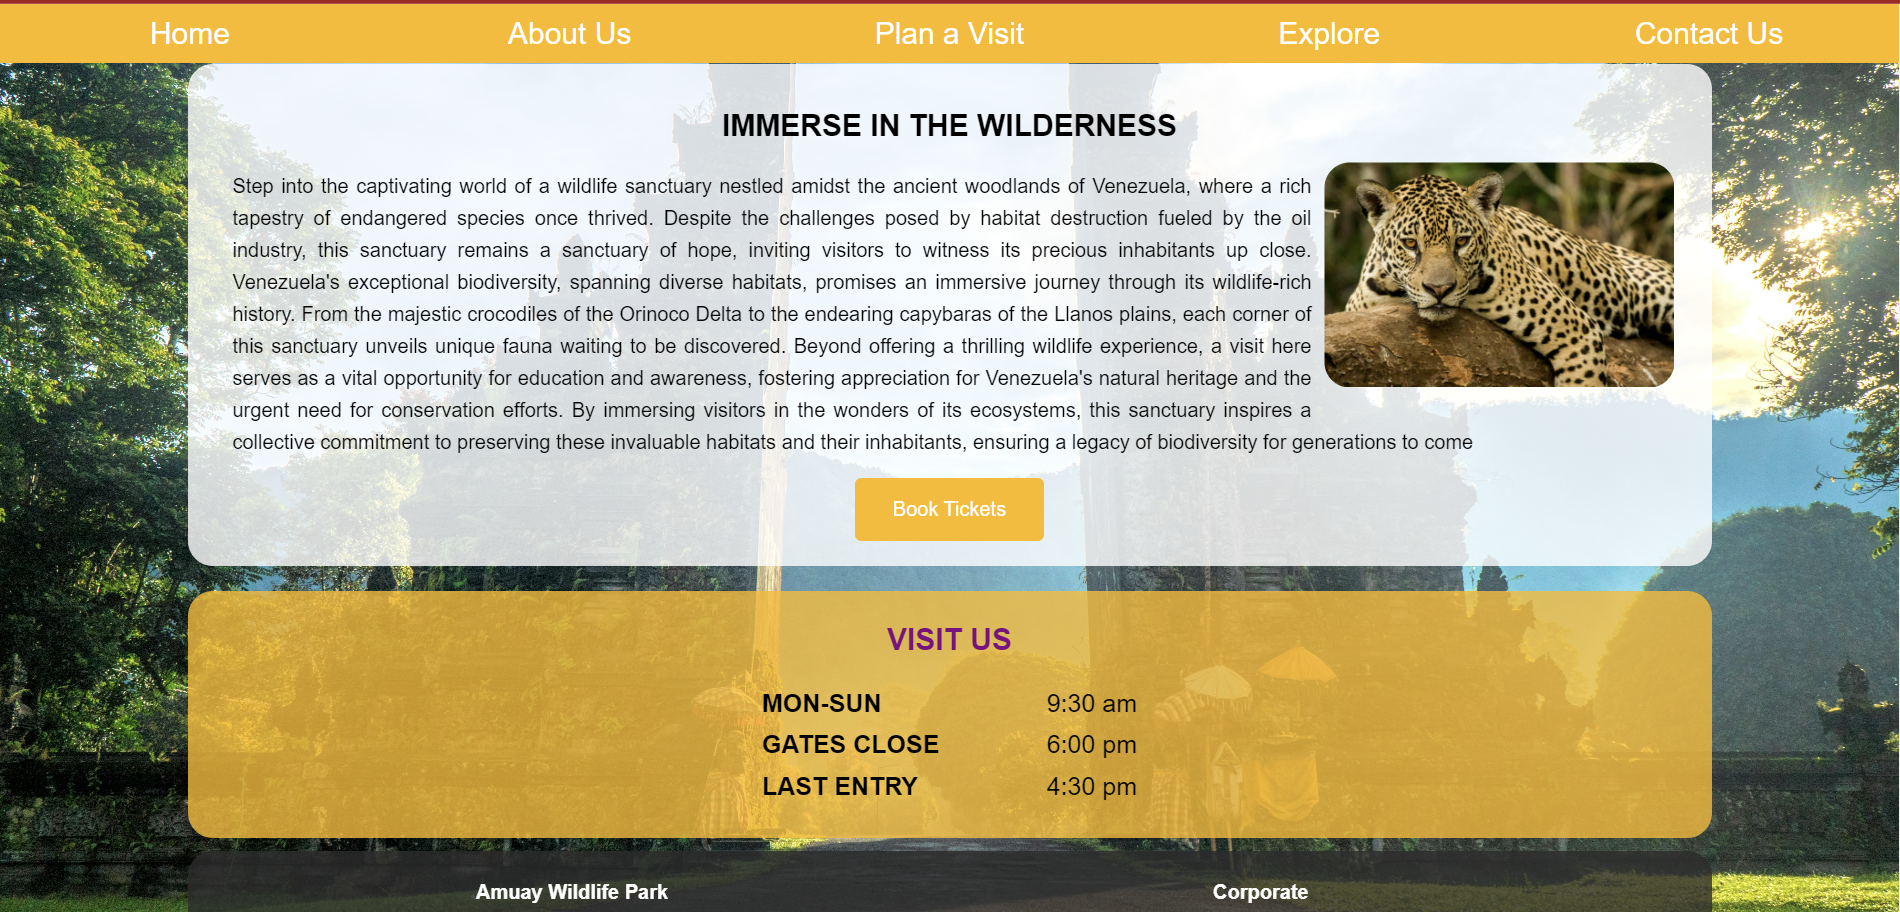 Home About Us Plan a Visit Explore Contact Us
IMMERSE IN THE WILDERNESS
Step into the captivating world of a wildlife sanctuary nestled amidst the ancient woodlands of Venezuela, where a rich
tapestry of endangered species once thrived. Despite the challenges posed by habitat destruction fueled by the oil
industry, this sanctuary remains a sanctuary of hope, inviting visitors to witness its precious inhabitants up close.
Venezuela's exceptional biodiversity, spanning diverse habitats, promises an immersive journey through its wildlife-rich
history. From the majestic crocodiles of the Orinoco Delta to the endearing capybaras of the Llanos plains, each corner of
this sanctuary unveils unique fauna waiting to be discovered. Beyond offering a thrilling wildlife experience, a visit here
serves as a vital opportunity for education and awareness, fostering appreciation for Venezuela's natural heritage and the
urgent need for conservation efforts. By immersing visitors in the wonders of its ecosystems, this sanctuary inspires a
collective commitment to preserving these invaluable habitats and their inhabitants, ensuring a legacy of biodiversity for generations to come
Book Tickets
VISIT US
MON-SUN 9:30 am
GATES CLOSE 6:00 pm
LAST ENTRY 4:30 pm
Amuay Wildlife Park Corporate